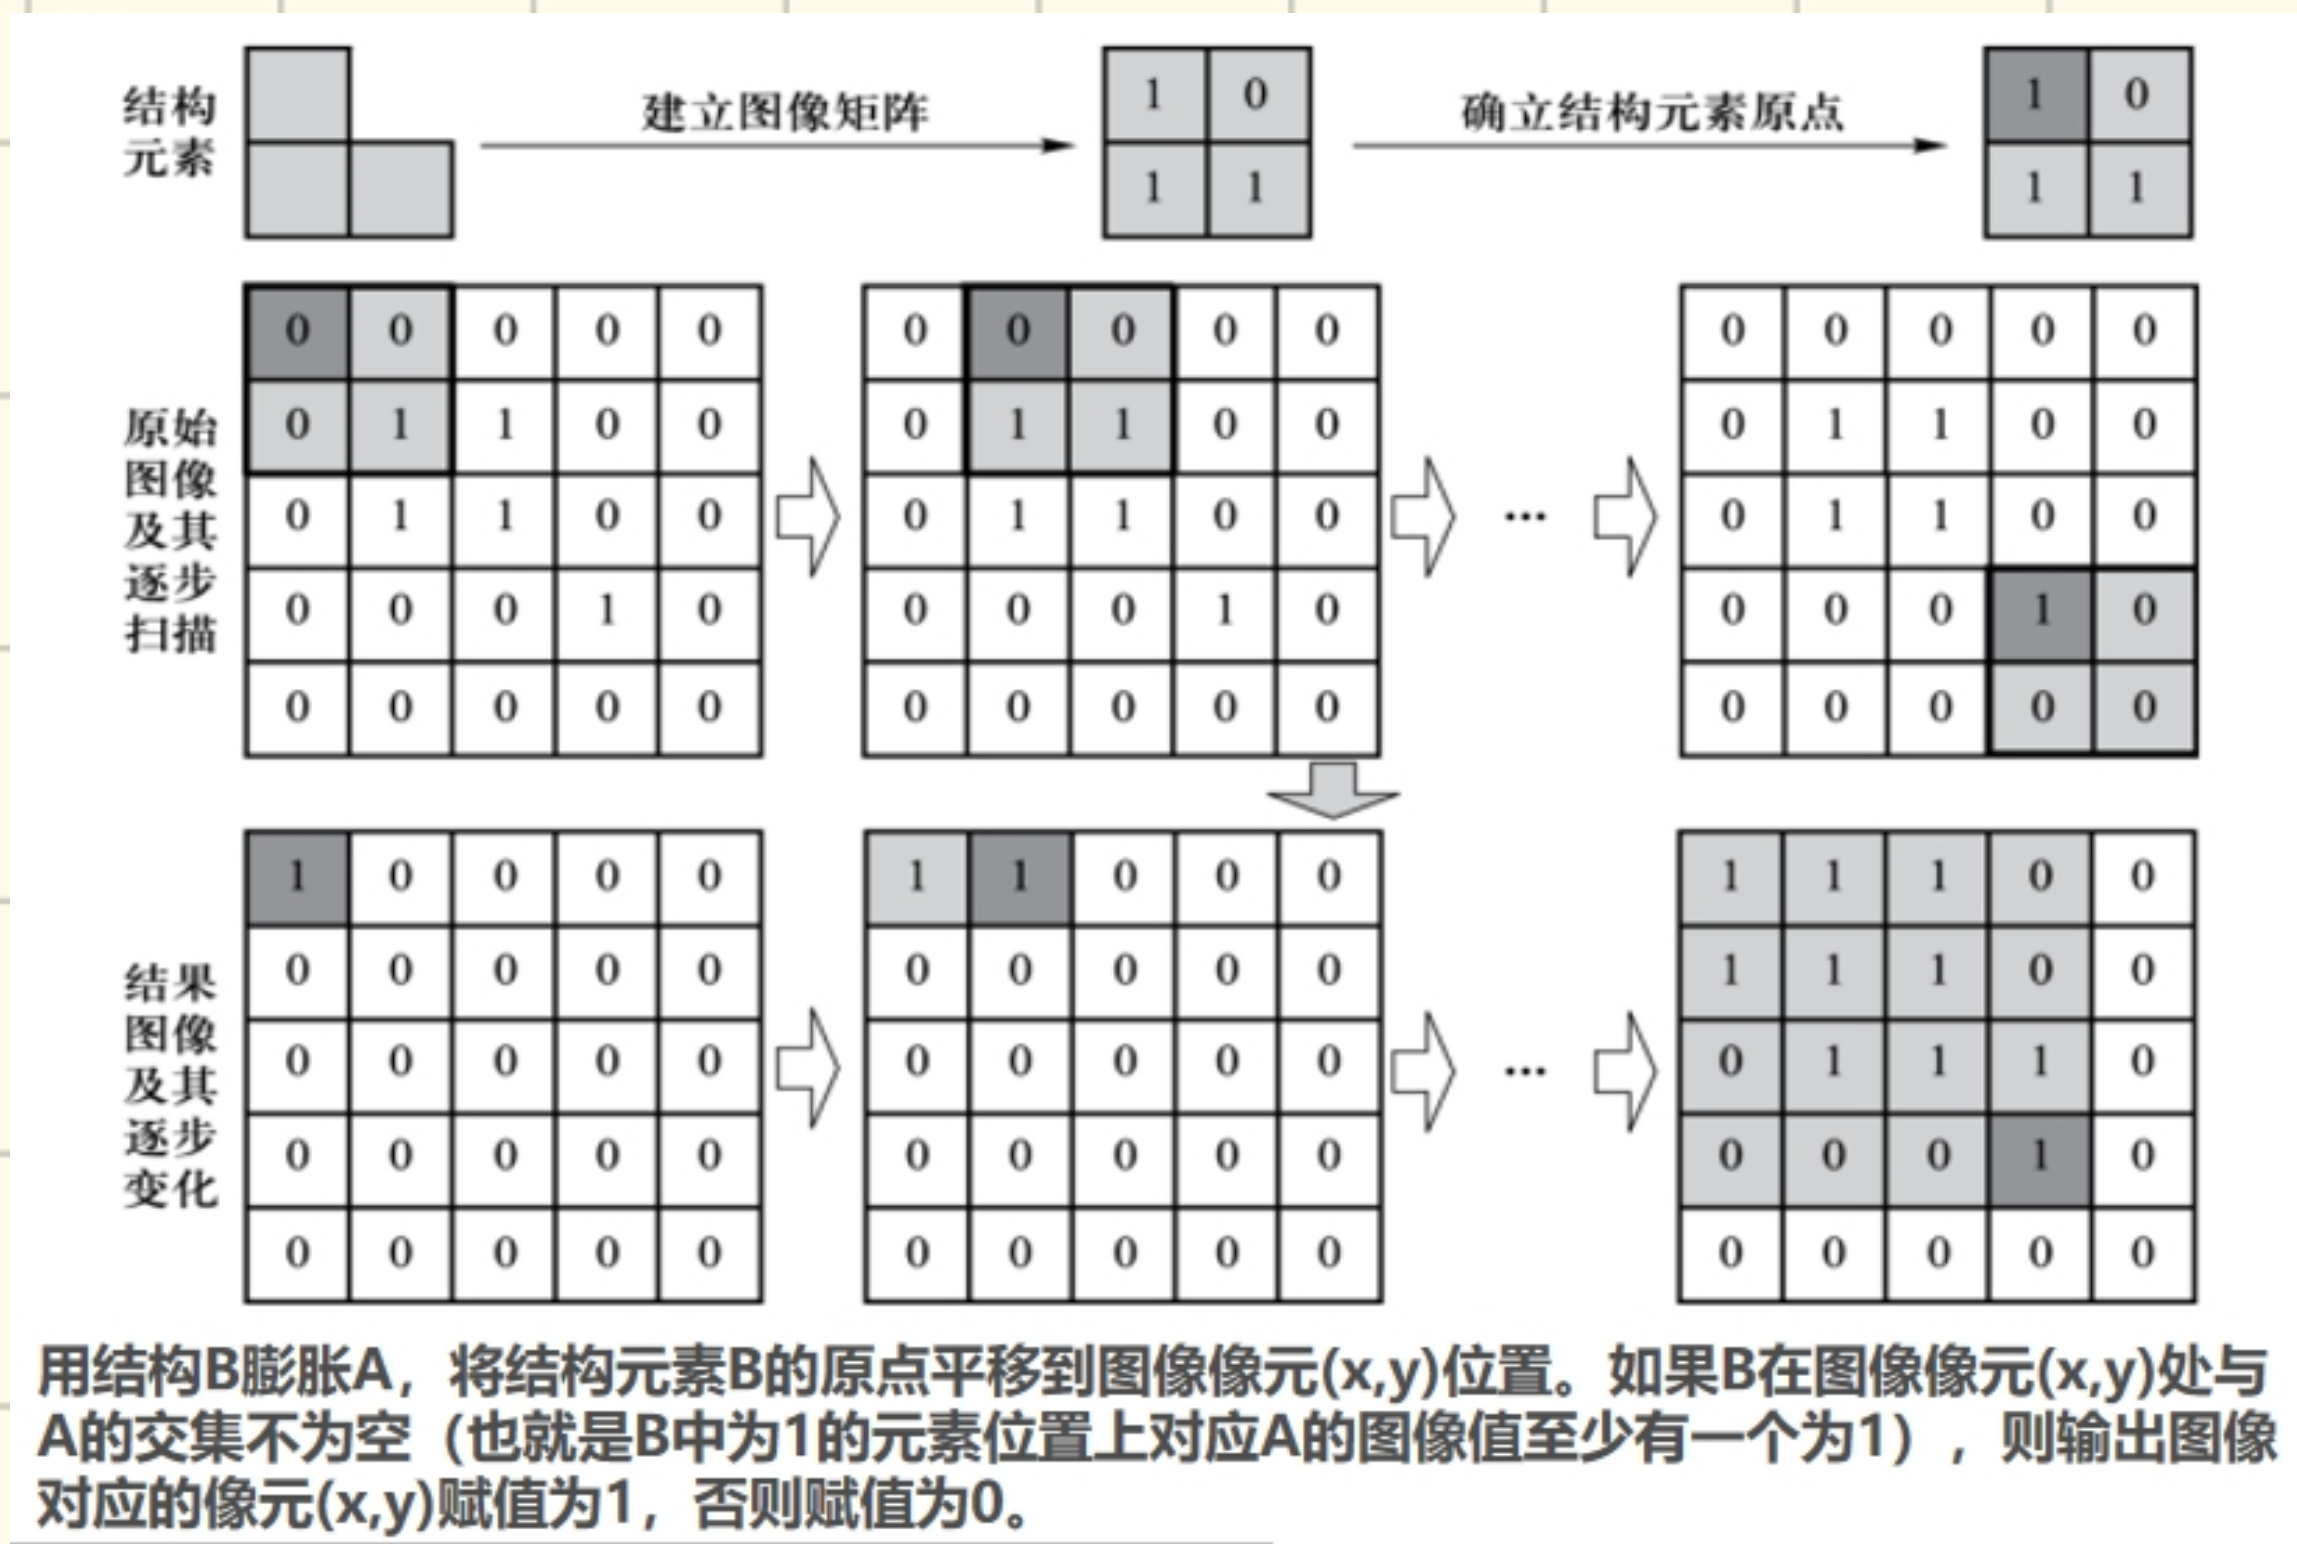 结构
元素
建立图像矩阵
1 0
1 1
确立结构元素原点
1 0
1 1
原始
图像
及其
逐步
扫描
0 0 0 0 0
0 1 1 0 0
0 1 1 0 0
0 0 0 1 0
0 0 0 0 0
0 0 0 0 0
0 1 1 0 0
0 1 1 0 0
0 0 0 1 0
0 0 0 0 0
...
0 0 0 0 0
0 1 1 0 0
0 1 1 0 0
0 0 0 1 0
0 0 0 0 0
结果
图像
及其
逐步
变化
1 0 0 0 0
0 0 0 0 0
0 0 0 0 0
0 0 0 0 0
0 0 0 0 0
1 1 0 0 0
0 0 0 0 0
0 0 0 0 0
0 0 0 0 0
0 0 0 0 0
...
1 1 1 0 0
1 1 1 0 0
0 1 1 1 0
0 0 0 1 0
0 0 0 0 0
用结构B膨胀A，将结构元素B的原点平移到图像像元(x,y)位置。如果B在图像像元(x,y)处与
A的交集不为空（也就是B中为1的元素位置上对应A的图像值至少有一个为1），则输出图像
对应的像元(x,y)赋值为1，否则赋值为0。